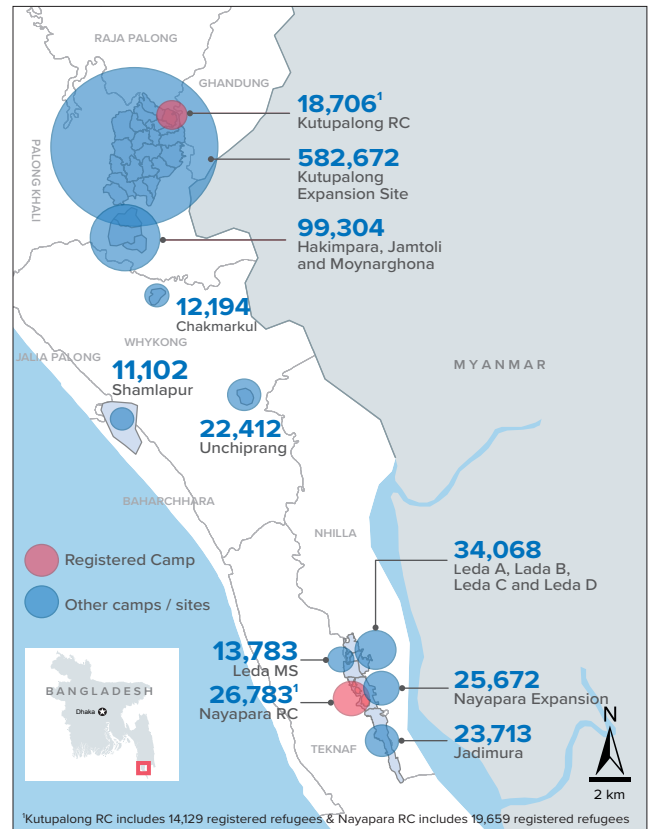 RAJA PALONG
GHANDUNG
18,706¹
Kutupalong RC
582,672
Kutupalong
Expansion Site
PALONG KHALI
99,304
Hakimpara, Jamtoli
and Moynarghona
12,194
Chakmarkul
WHYKONG
JALIA PALONG
MYANMAR
11,102
Shamlapur
22,412
Unchiprang
BAHARCHHARA
NHILLA
34,068
Leda A, Lada B,
Leda C and Leda D
Registered Camp
Other camps / sites
13,783
Leda MS
26,783¹
Nayapara RC
25,672
Nayapara Expansion
23,713
Jadimura
TEKNAF
BANGLADESH
Dhaka
N
2 km
¹Kutupalong RC includes 14,129 registered refugees & Nayapara RC includes 19,659 registered refugees